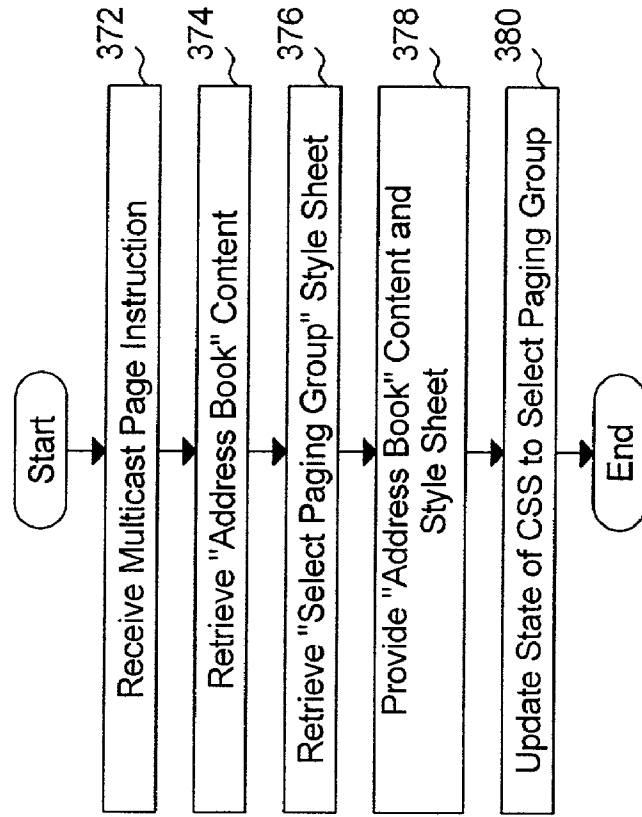 Start
Receive Multicast Page Instruction
372
Retrieve "Address Book" Content
374
Retrieve "Select Paging Group" Style Sheet
376
Provide "Address Book" Content and
Style Sheet
378
Update State of CSS to Select Paging Group
380
End